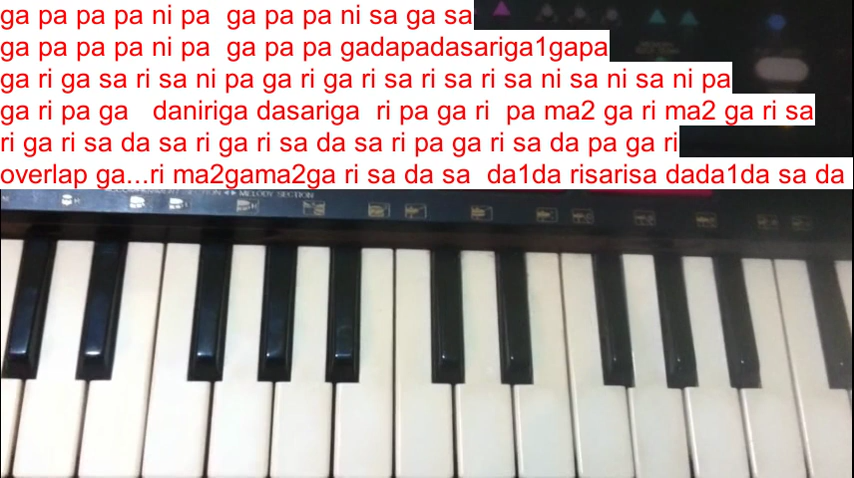 ga pa pa pa ni pa  ga pa pa ni sa ga sa
ga pa pa pa ni pa  ga pa pa gadapadasariga1gapa
ga ri ga sa ri sa ni pa ga ri ga ri sa ri sa ri sa ni sa ni sa ni pa
ga ri pa ga   daniriga dasariga  ri pa ga ri  pa ma2 ga ri ma2 ga ri sa
ri ga ri sa da sa ri ga ri sa da sa ri pa ga ri sa da pa ga ri
overlap ga...ri ma2gama2ga ri sa da sa  da1da risarisa dada1da sa da
MELODY SECTION